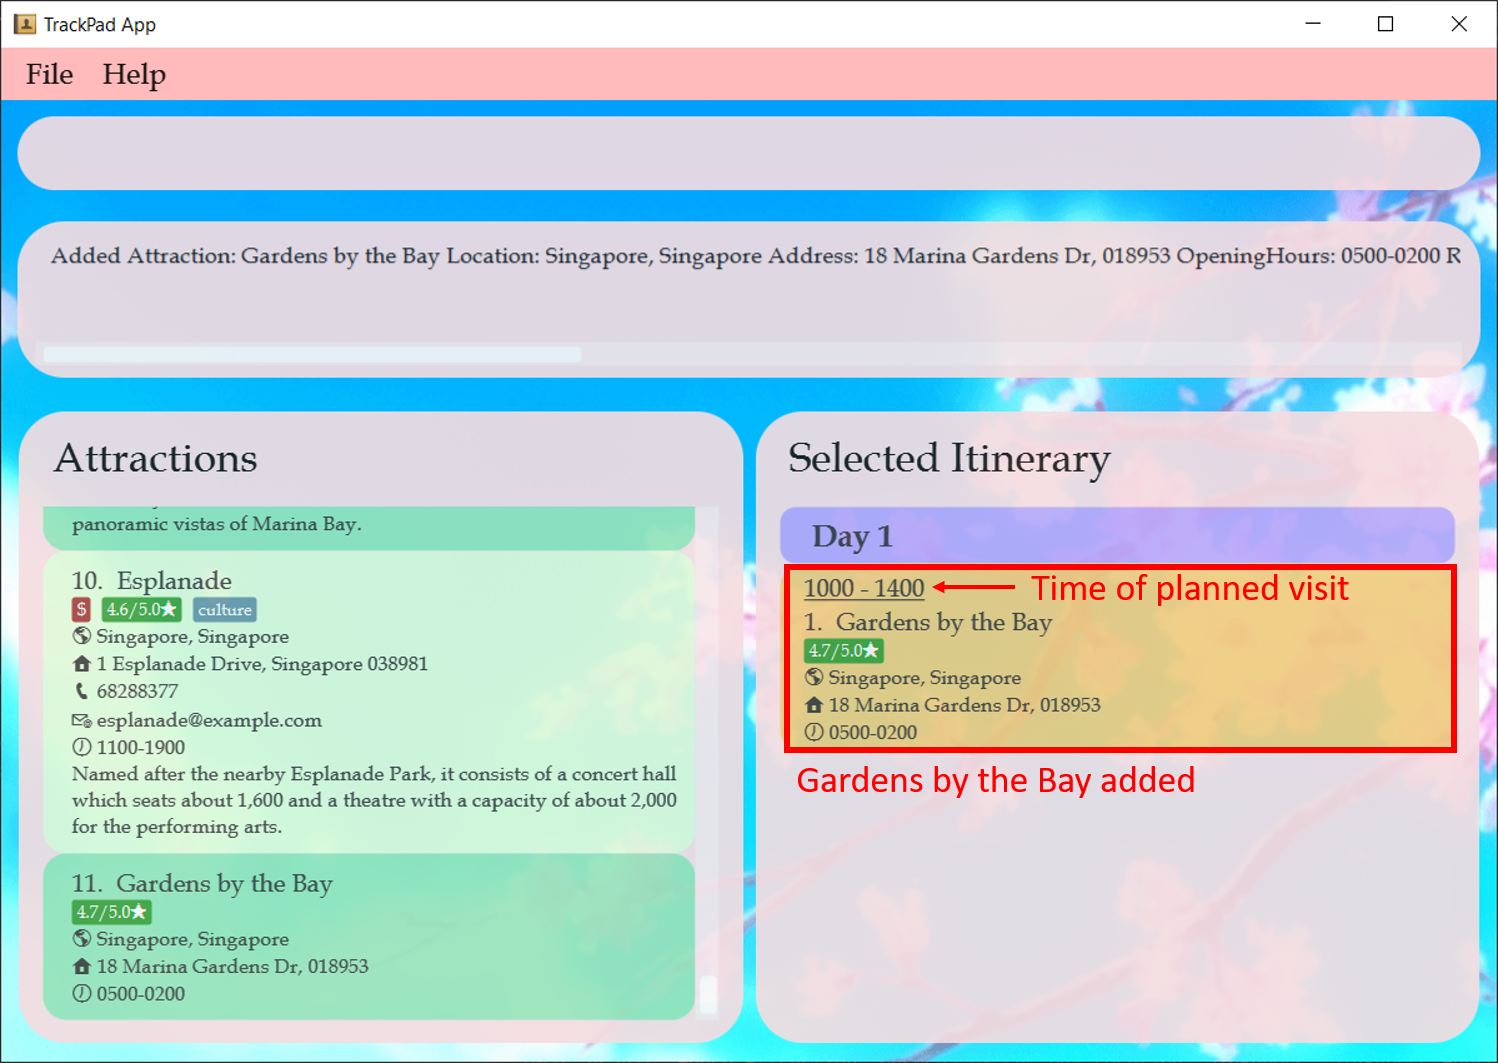 TrackPad App
File Help
Added Attraction: Gardens by the Bay Location: Singapore, Singapore Address: 18 Marina Gardens Dr, 018953 OpeningHours: 0500-0200 R
Attractions
panoramic vistas of Marina Bay.
10. Esplanade
$ 4.6/5.0★ culture
Singapore, Singapore
1 Esplanade Drive, Singapore 038981
68288377
esplanade@example.com
1100-1900
Named after the nearby Esplanade Park, it consists of a concert hall
which seats about 1,600 and a theatre with a capacity of about 2,000
for the performing arts.
11. Gardens by the Bay
4.7/5.0★
Singapore, Singapore
18 Marina Gardens Dr, 018953
0500-0200
Selected Itinerary
Day 1
1000 - 1400 Time of planned visit
1. Gardens by the Bay
4.7/5.0★
Singapore, Singapore
18 Marina Gardens Dr, 018953
0500-0200
Gardens by the Bay added